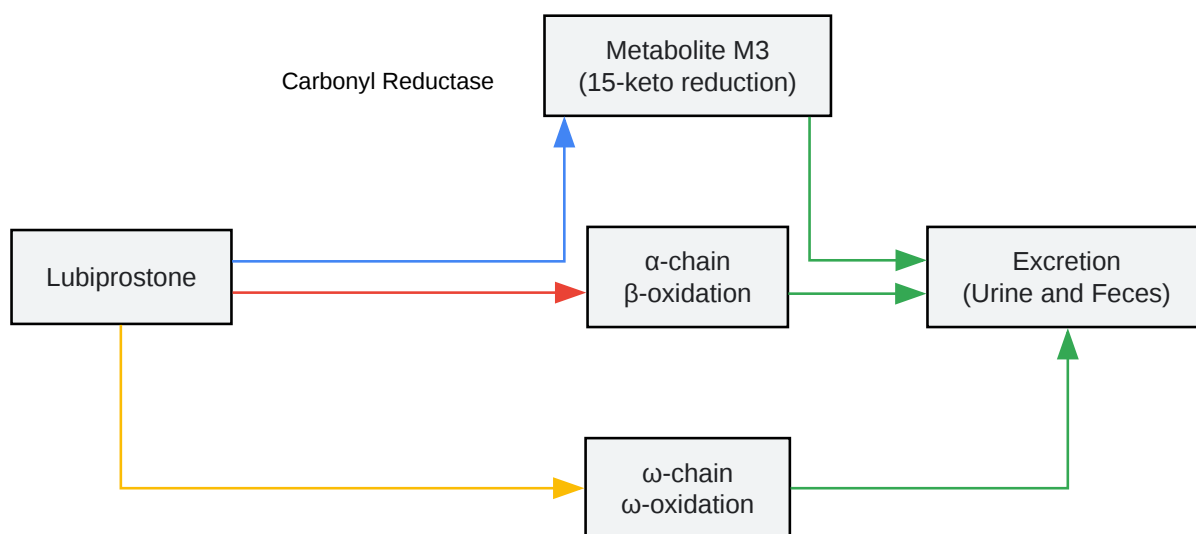 Carbonyl Reductase
Metabolite M3
(15-keto reduction)
Lubiprostone
α-chain
β-oxidation
Excretion
(Urine and Feces)
ω-chain
ω-oxidation